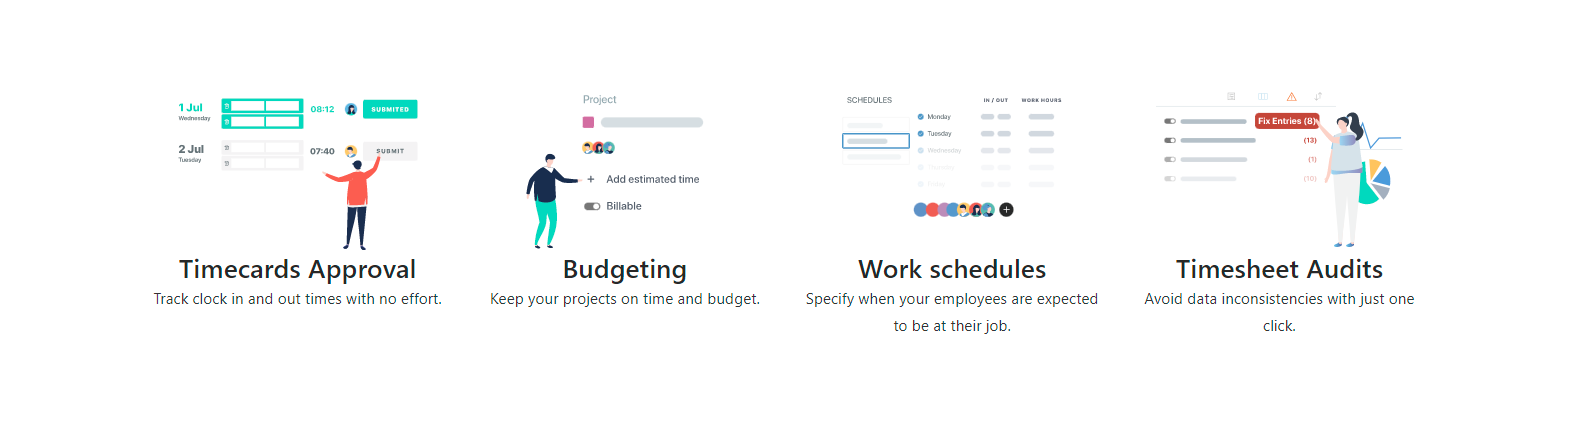 1 Jul
Wednesday
08:12
SUBMITED
2 Jul
Tuesday
07:40
SUBMIT
Timecards Approval
Track clock in and out times with no effort.
Project
Add estimated time
Billable
Budgeting
Keep your projects on time and budget.
SCHEDULES
IN / OUT
WORK HOURS
Monday
Tuesday
Wednesday
Thursday
Friday
Work schedules
Specify when your employees are expected
to be at their job.
Fix Entries (8)
(13)
(1)
(10)
Timesheet Audits
Avoid data inconsistencies with just one
click.